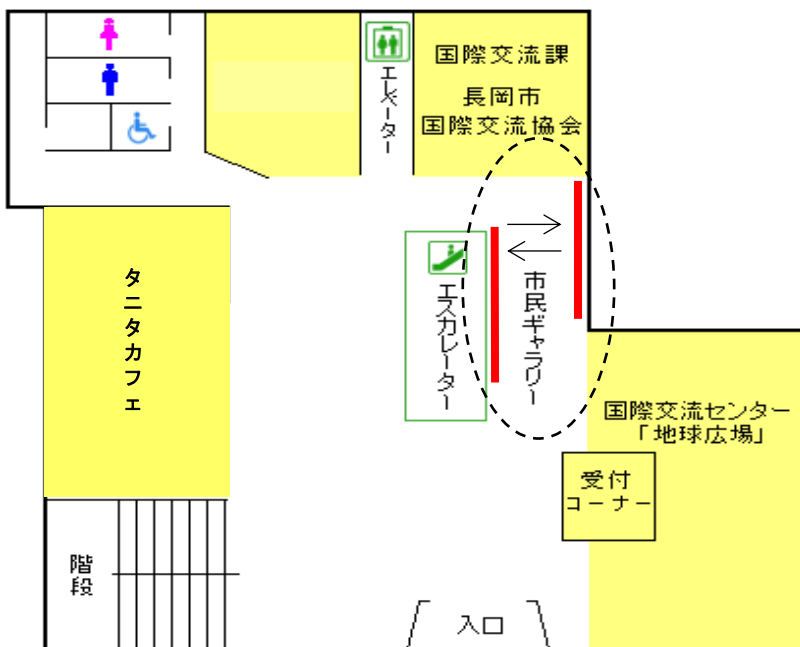 国際交流課
長岡市
国際交流協会
エレベーター
市民ギャラリー
エスカレーター
タニタカフェ
国際交流センター
「地球広場」
受付
コーナー
階段
入口